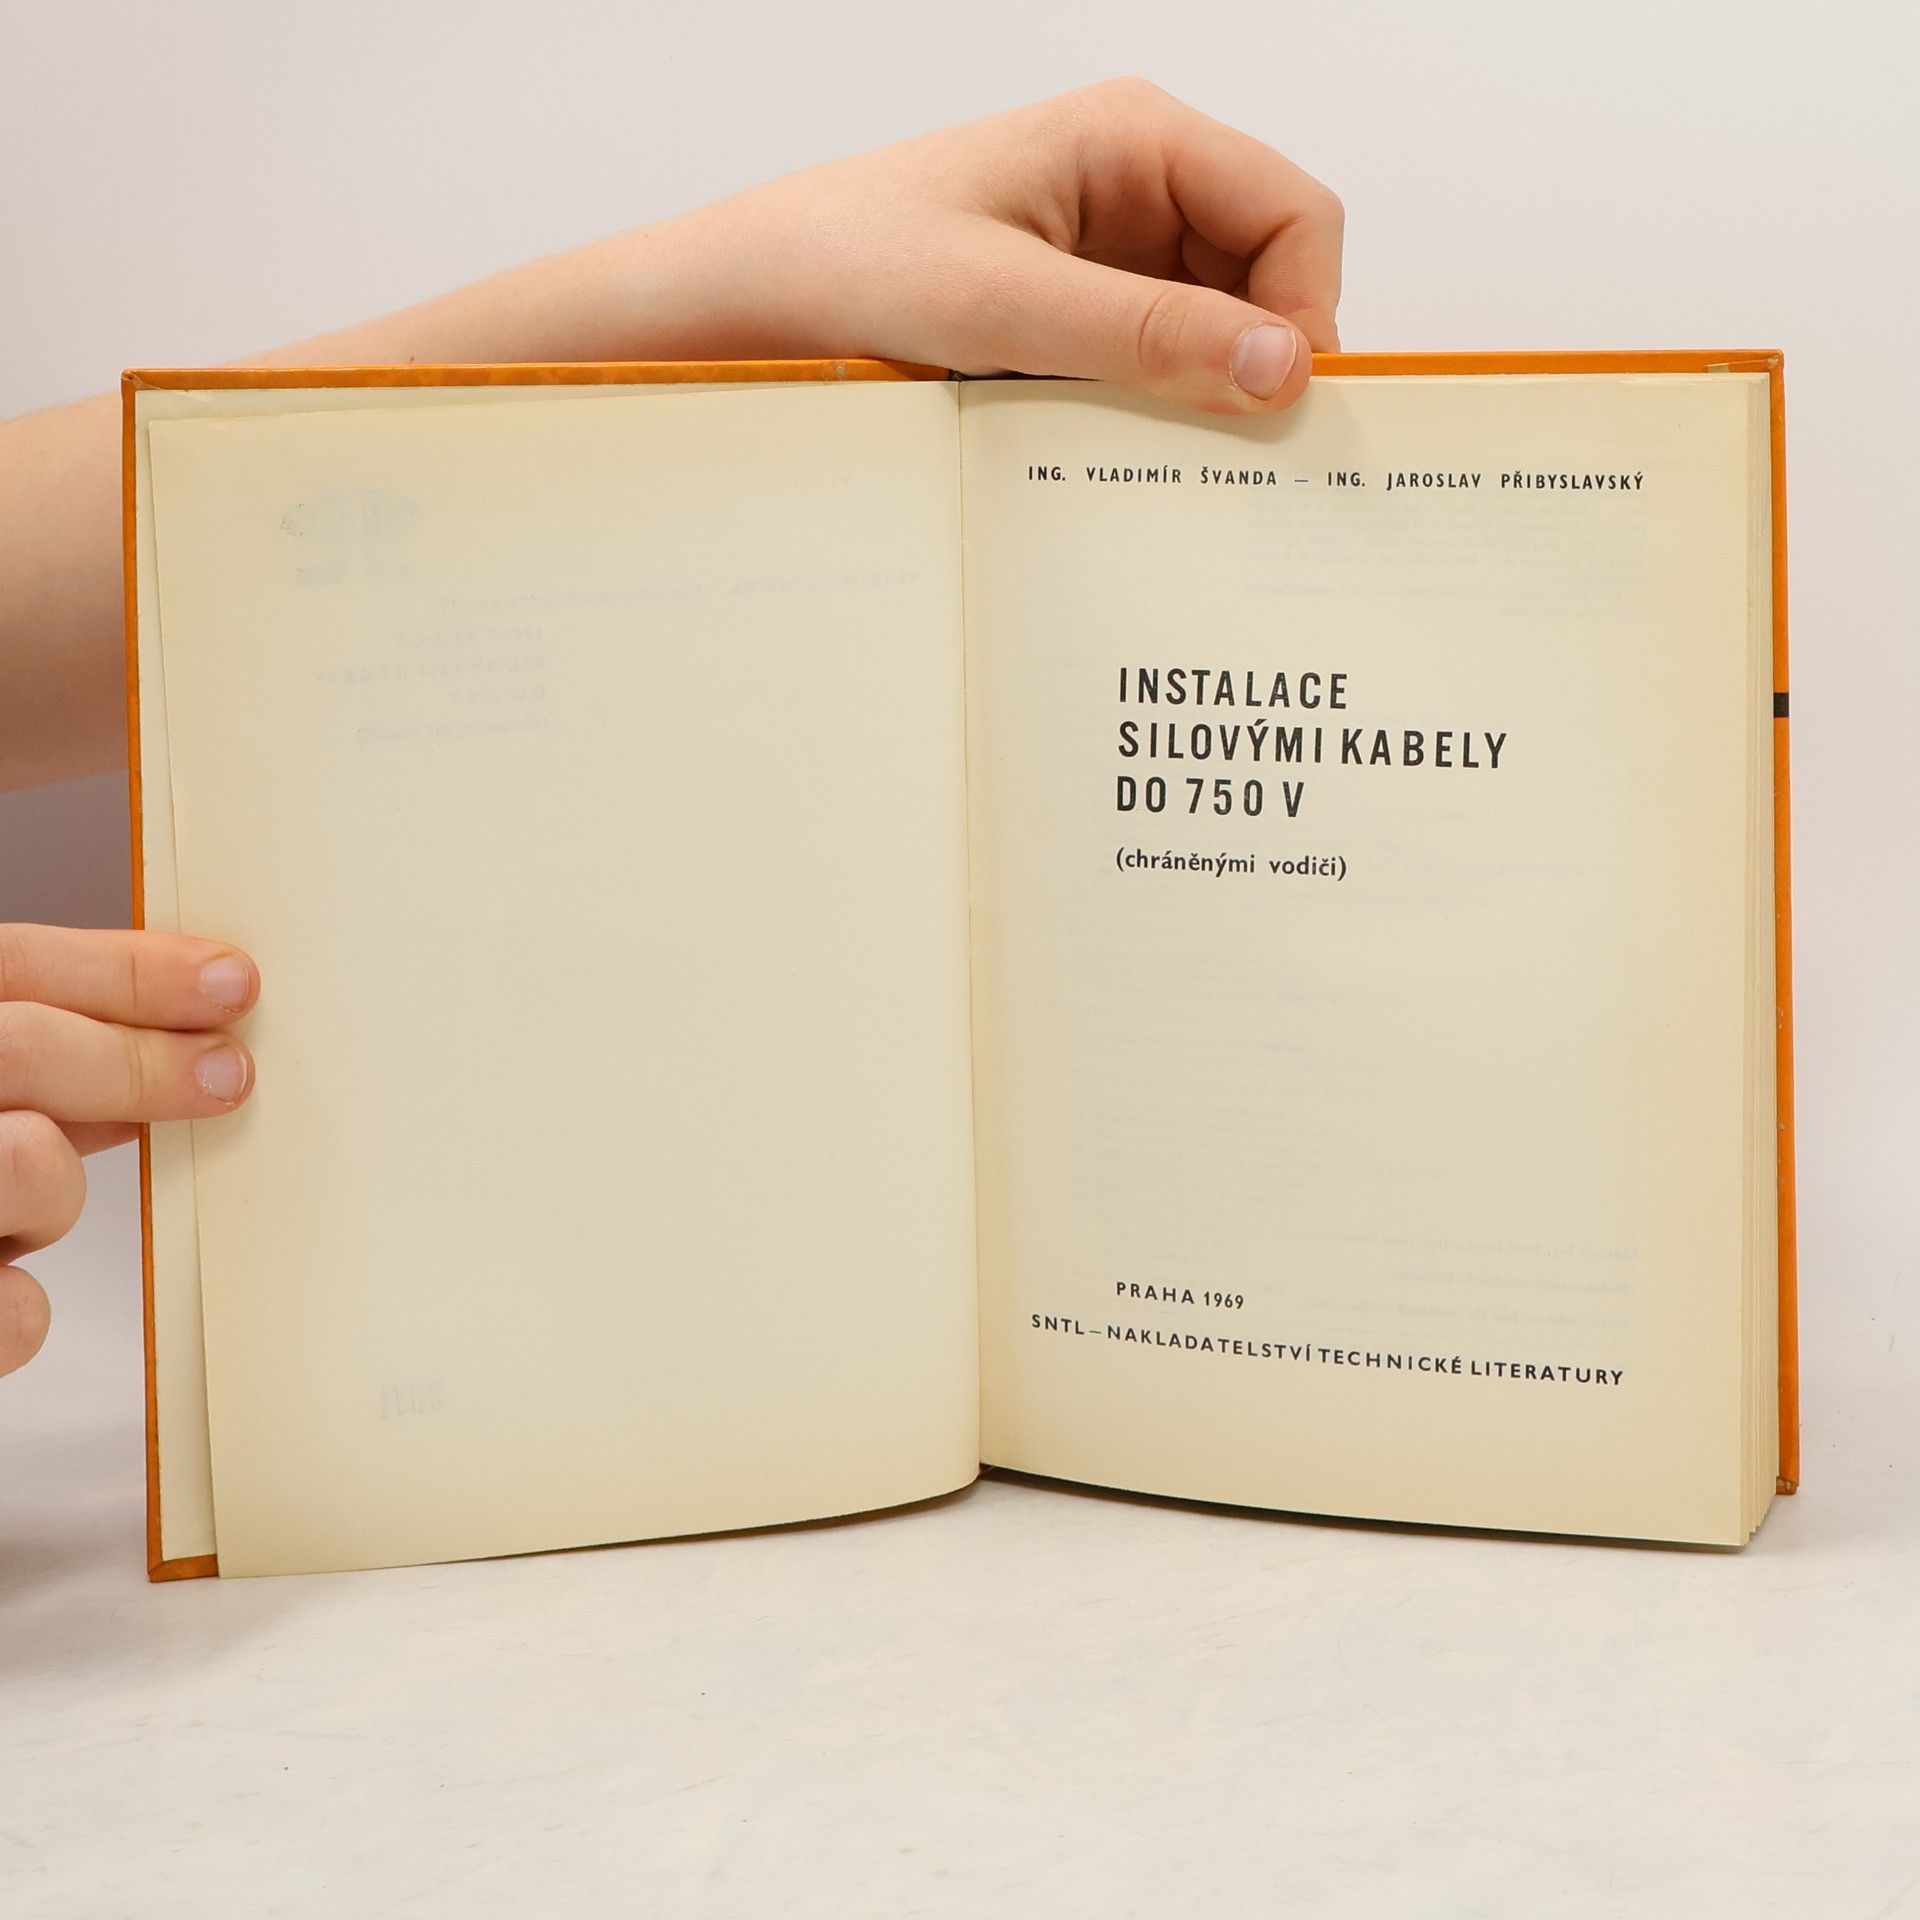 ING. VLADIMÍR ŠVANDA — ING. JAROSLAV PŘIBYSLAVSKÝ
INSTALACE
SILOVÝMI KABELY
DO 750 V
(chráněnými vodiči)
PRAHA 1969
SNTL — NAKLADATELSTVÍ TECHNICKÉ LITERATURY